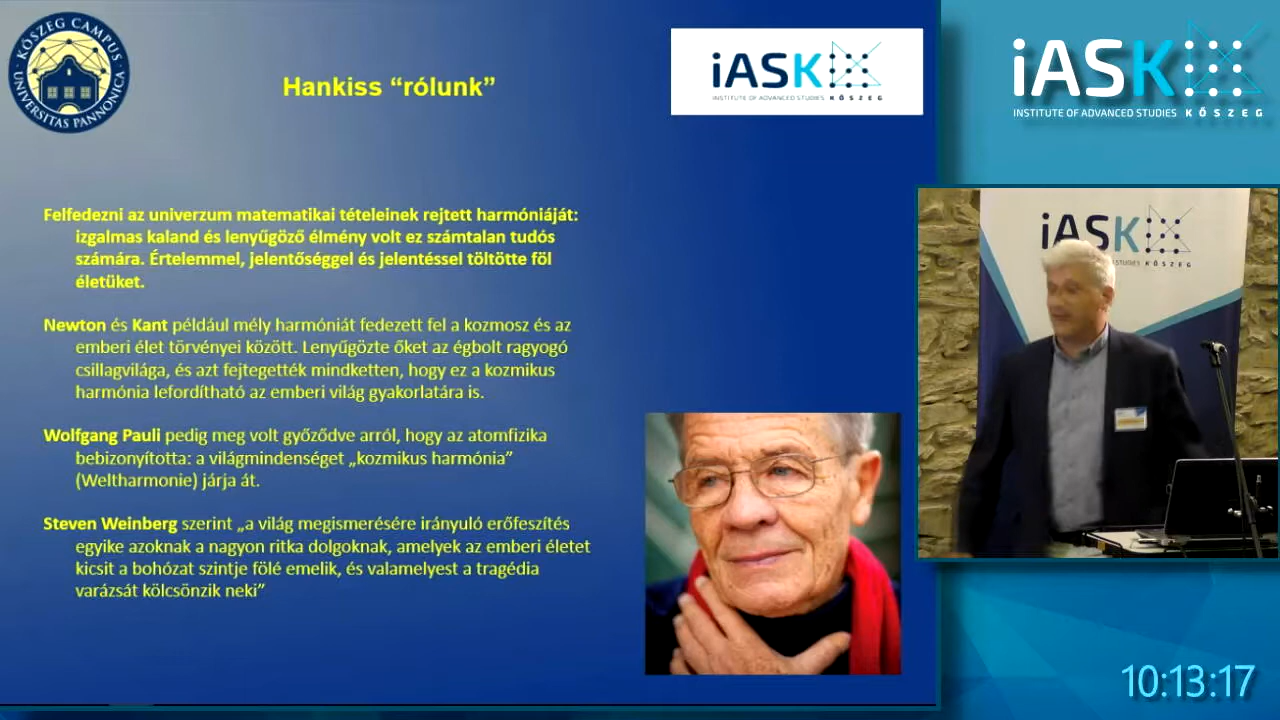 KŐSZEG CAMPUS
UNIVERSITAS PANNONICA
Hankiss “rólunk”
iASK
INSTITUTE OF ADVANCED STUDIES KŐSZEG
iASK
INSTITUTE OF ADVANCED STUDIES KŐSZEG
Felfedezni az univerzum matematikai tételeinek rejtett harmóniáját:
izgalmas kaland és lenyűgöző élmény volt ez számtalan tudós
számára. Értelemmel, jelentőséggel és jelentéssel töltötte föl
életüket.
Newton és Kant például mély harmóniát fedezett fel a kozmosz és az
emberi élet törvényei között. Lenyűgözte őket az égbolt ragyogó
csillagvilága, és azt fejtegették mindketten, hogy ez a kozmikus
harmónia lefordítható az emberi világ gyakorlatára is.
Wolfgang Pauli pedig meg volt győződve arról, hogy az atomfizika
bebizonyította: a világmindenséget „kozmikus harmónia”
(Weltharmonie) járja át.
Steven Weinberg szerint „a világ megismerésére irányuló erőfeszítés
egyike azoknak a nagyon ritka dolgoknak, amelyek az emberi életet
kicsit a bohózat szintje fölé emelik, és valamelyest a tragédia
varázsát kölcsönzik neki”
iASK
STUDIES KŐSZEG
10:13:17